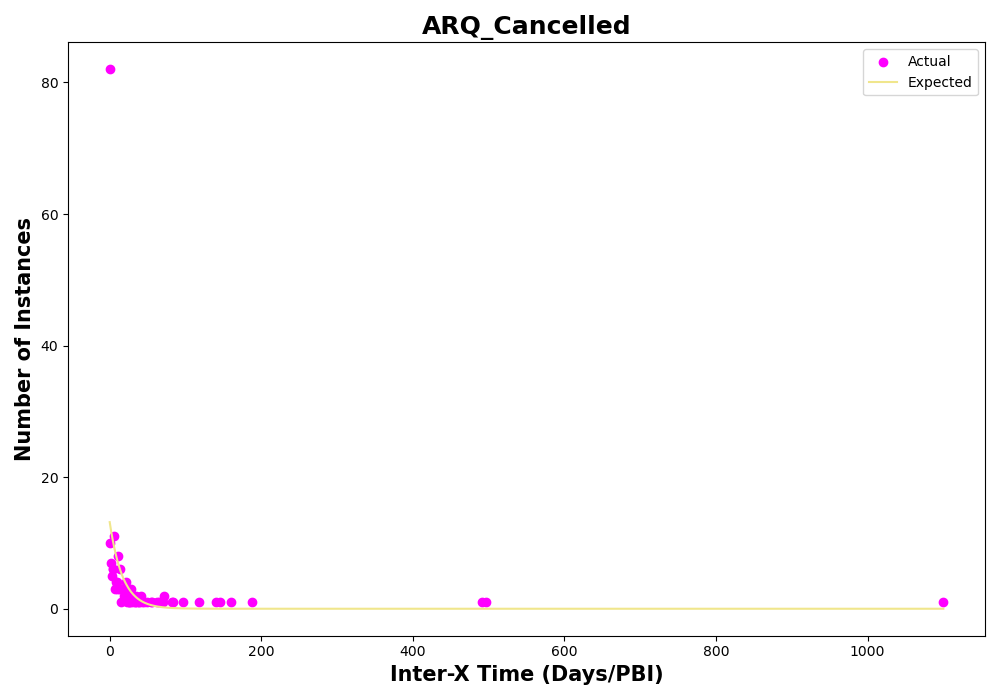 ARQ_Cancelled
Actual
Expected
Number of Instances
80
60
40
20
0
0
200
400
600
800
1000
Inter-X Time (Days/PBI)